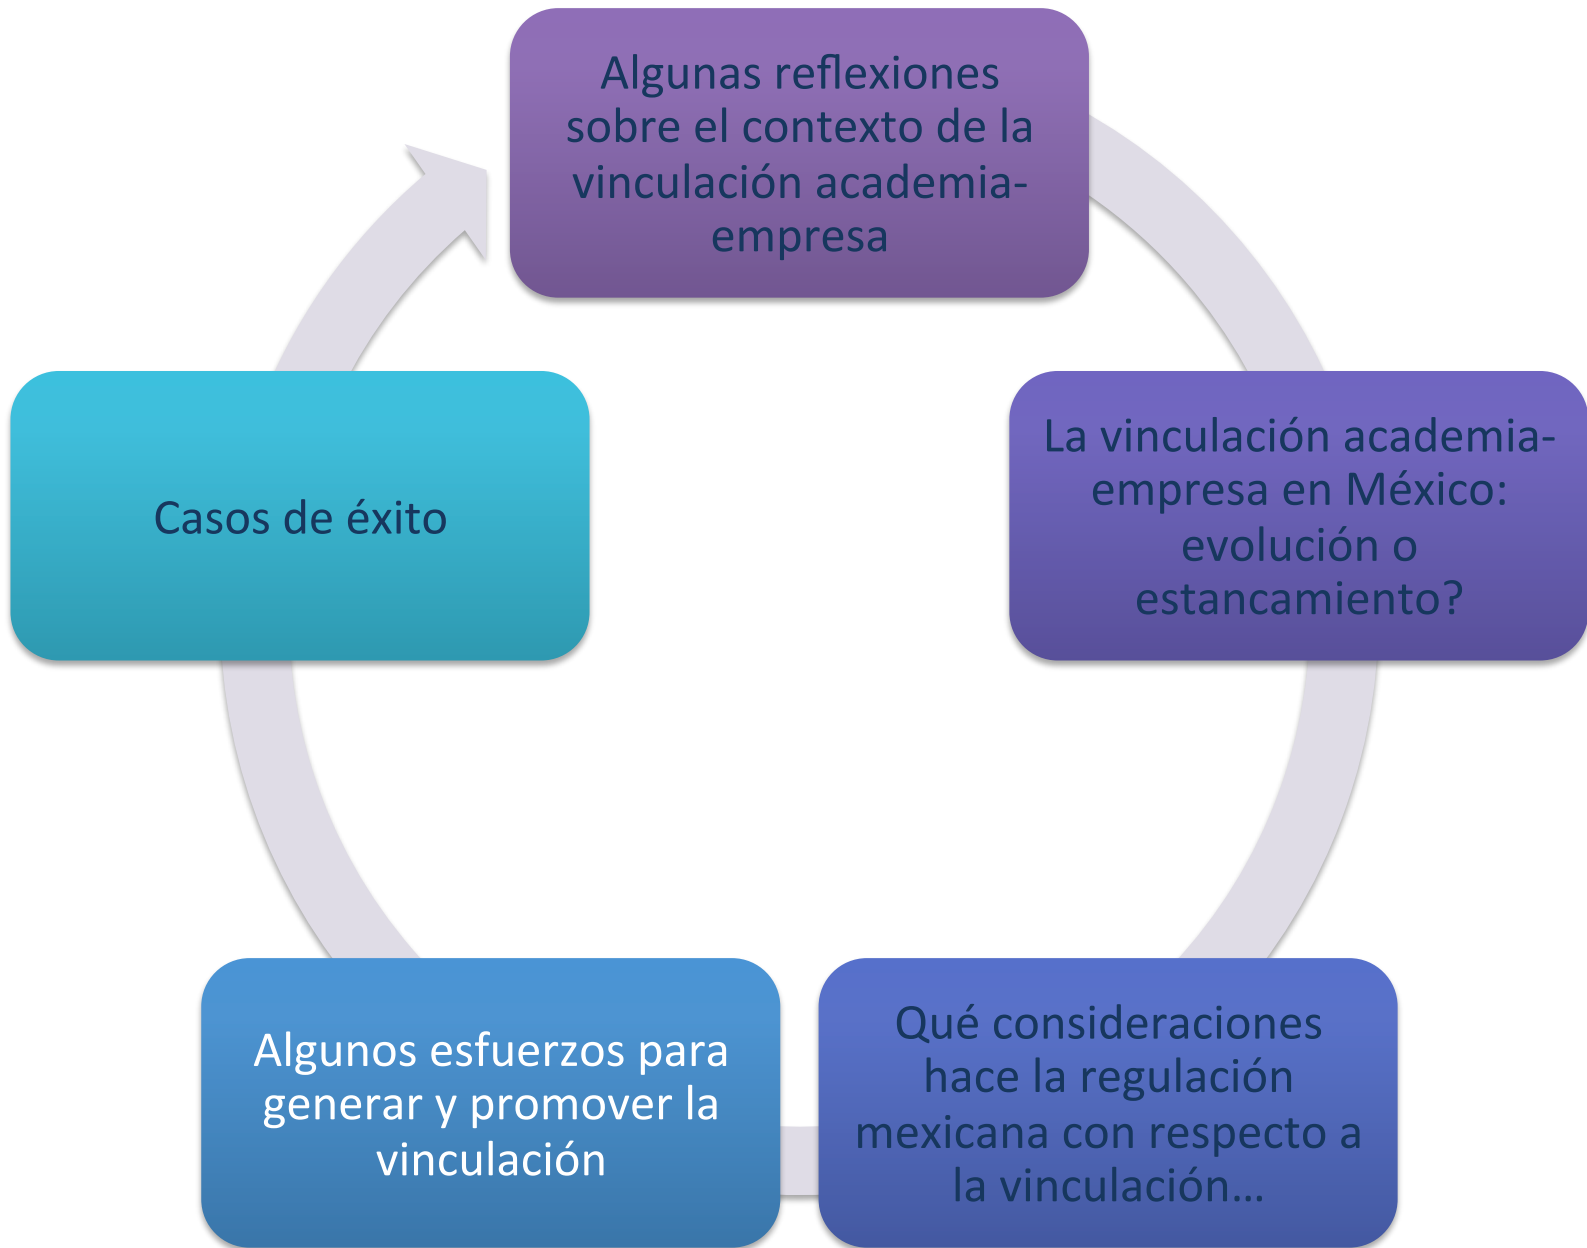 Algunas reflexiones
sobre el contexto de la
vinculación academia-
empresa
La vinculación academia-
empresa en México:
evolución o
estancamiento?
Qué consideraciones
hace la regulación
mexicana con respecto a
la vinculación...
Algunos esfuerzos para
generar y promover la
vinculación
Casos de éxito